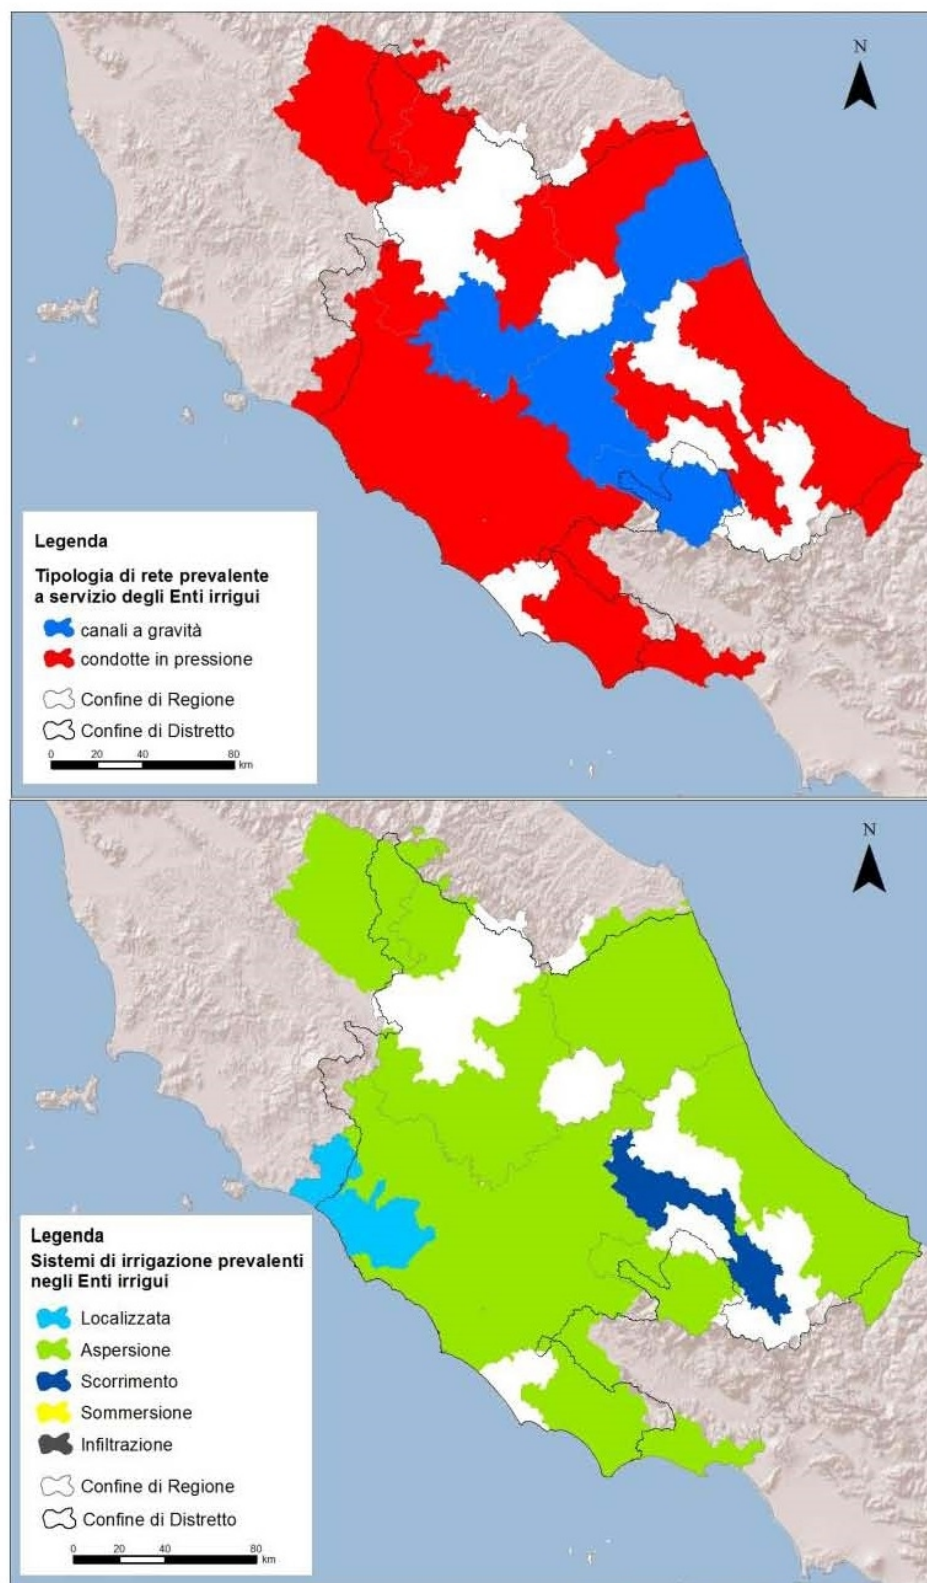 N
Legenda
Tipologia di rete prevalente
a servizio degli Enti irrigui
canali a gravità
condotte in pressione
Confine di Regione
Confine di Distretto
0 20 40 80
km
N
Legenda
Sistemi di irrigazione prevalenti
negli Enti irrigui
Localizzata
Aspersione
Scorrimento
Sommersione
Infiltrazione
Confine di Regione
Confine di Distretto
0 20 40 80
km